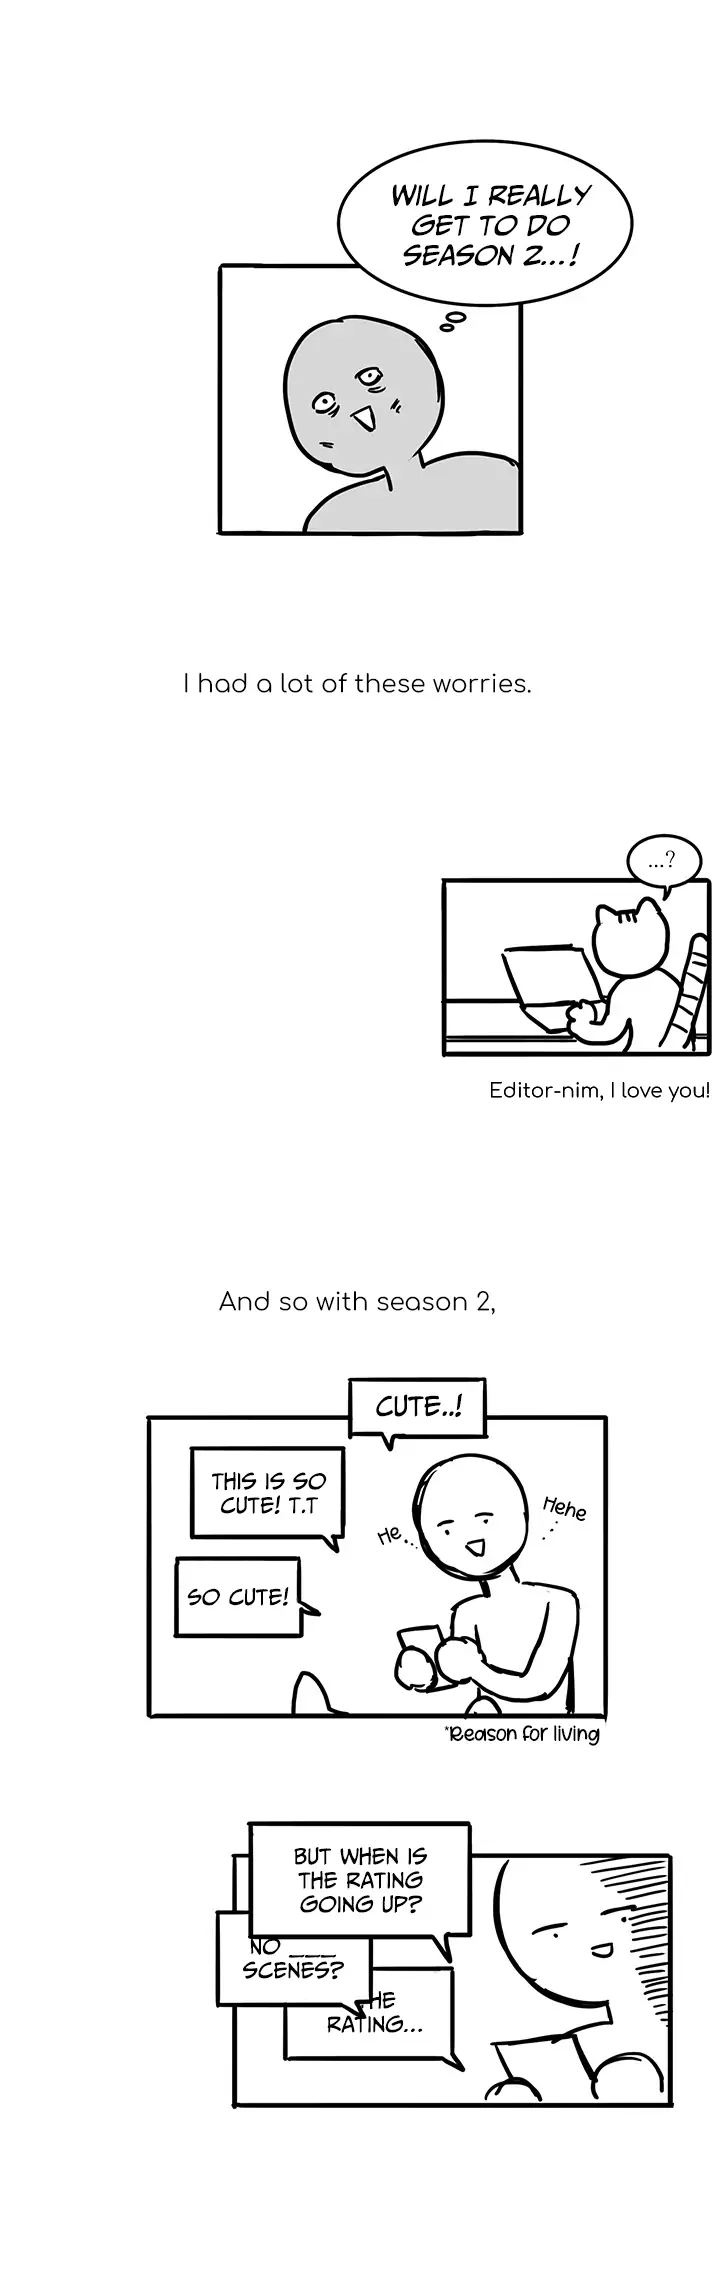 WILL I REALLY
GET TO DO
SEASON 2...!
I had a lot of these worries.
...?
Editor-nim, I love you!
And so with season 2,
CUTE..!
THIS IS SO
CUTE! T.T
He...
Hehe
...
SO CUTE!
*Reason for living
BUT WHEN IS
THE RATING
GOING UP?
NO ___
SCENES?
RATING...